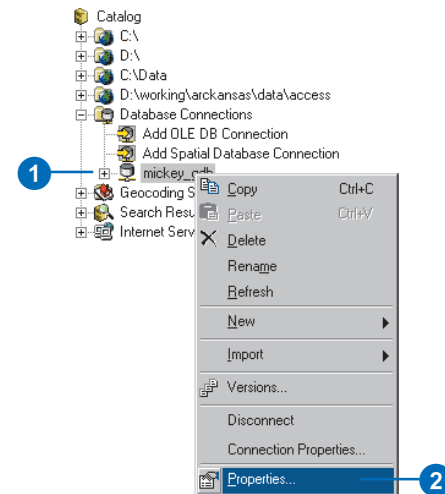 Catalog
C:\
D:\
C:\Data
D:\working\arckansas\data\access
Database Connections
Add OLE DB Connection
Add Spatial Database Connection
1
mickey_gdb
Geocoding S
Search Resu
Internet Serv
Copy Ctrl+C
Paste Ctrl+V
Delete
Rename
Refresh
New
Import
Versions...
Disconnect
Connection Properties...
Properties...
2